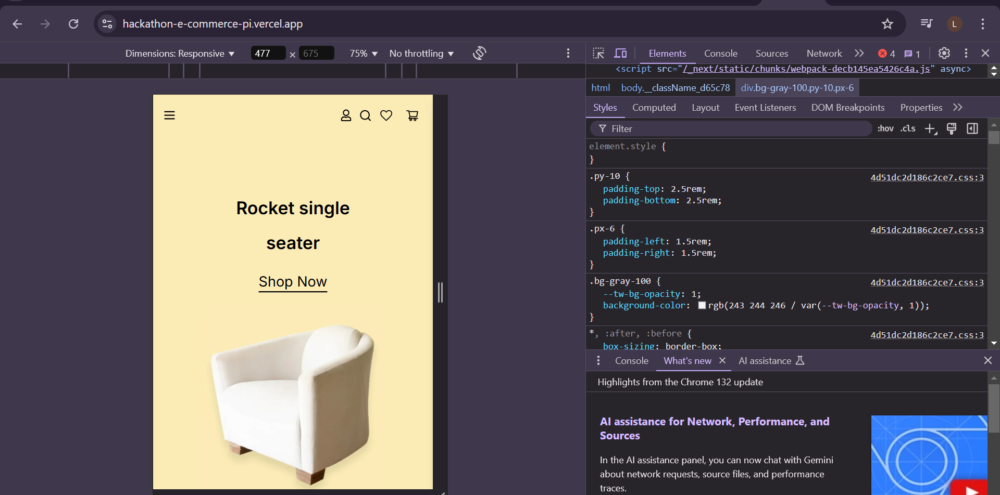 hackathon-e-commerce-pi.vercel.app
L
Dimensions: Responsive ▼ 477 × 675 75% ▼ No throttling ▼
Elements Console Sources Network 4 1
<script src="/_next/static/chunks/webpack-decb145ea5426c4a.js" async>
html body.__className_d65c78 div.bg-gray-100.py-10.px-6
Styles Computed Layout Event Listeners DOM Breakpoints Properties
Filter :hov .cls
element.style {
}
.py-10 { 4d51dc2d186c2ce7.css:3
padding-top: 2.5rem;
padding-bottom: 2.5rem;
}
.px-6 { 4d51dc2d186c2ce7.css:3
padding-left: 1.5rem;
padding-right: 1.5rem;
}
.bg-gray-100 { 4d51dc2d186c2ce7.css:3
--tw-bg-opacity: 1;
background-color: rgb(243 244 246 / var(--tw-bg-opacity, 1));
}
*, :after, :before { 4d51dc2d186c2ce7.css:3
box-sizing: border-box;
Rocket single
seater
Shop Now
Console What's new AI assistance
Highlights from the Chrome 132 update
AI assistance for Network, Performance, and
Sources
In the AI assistance panel, you can now chat with Gemini
about network requests, source files, and performance
traces.